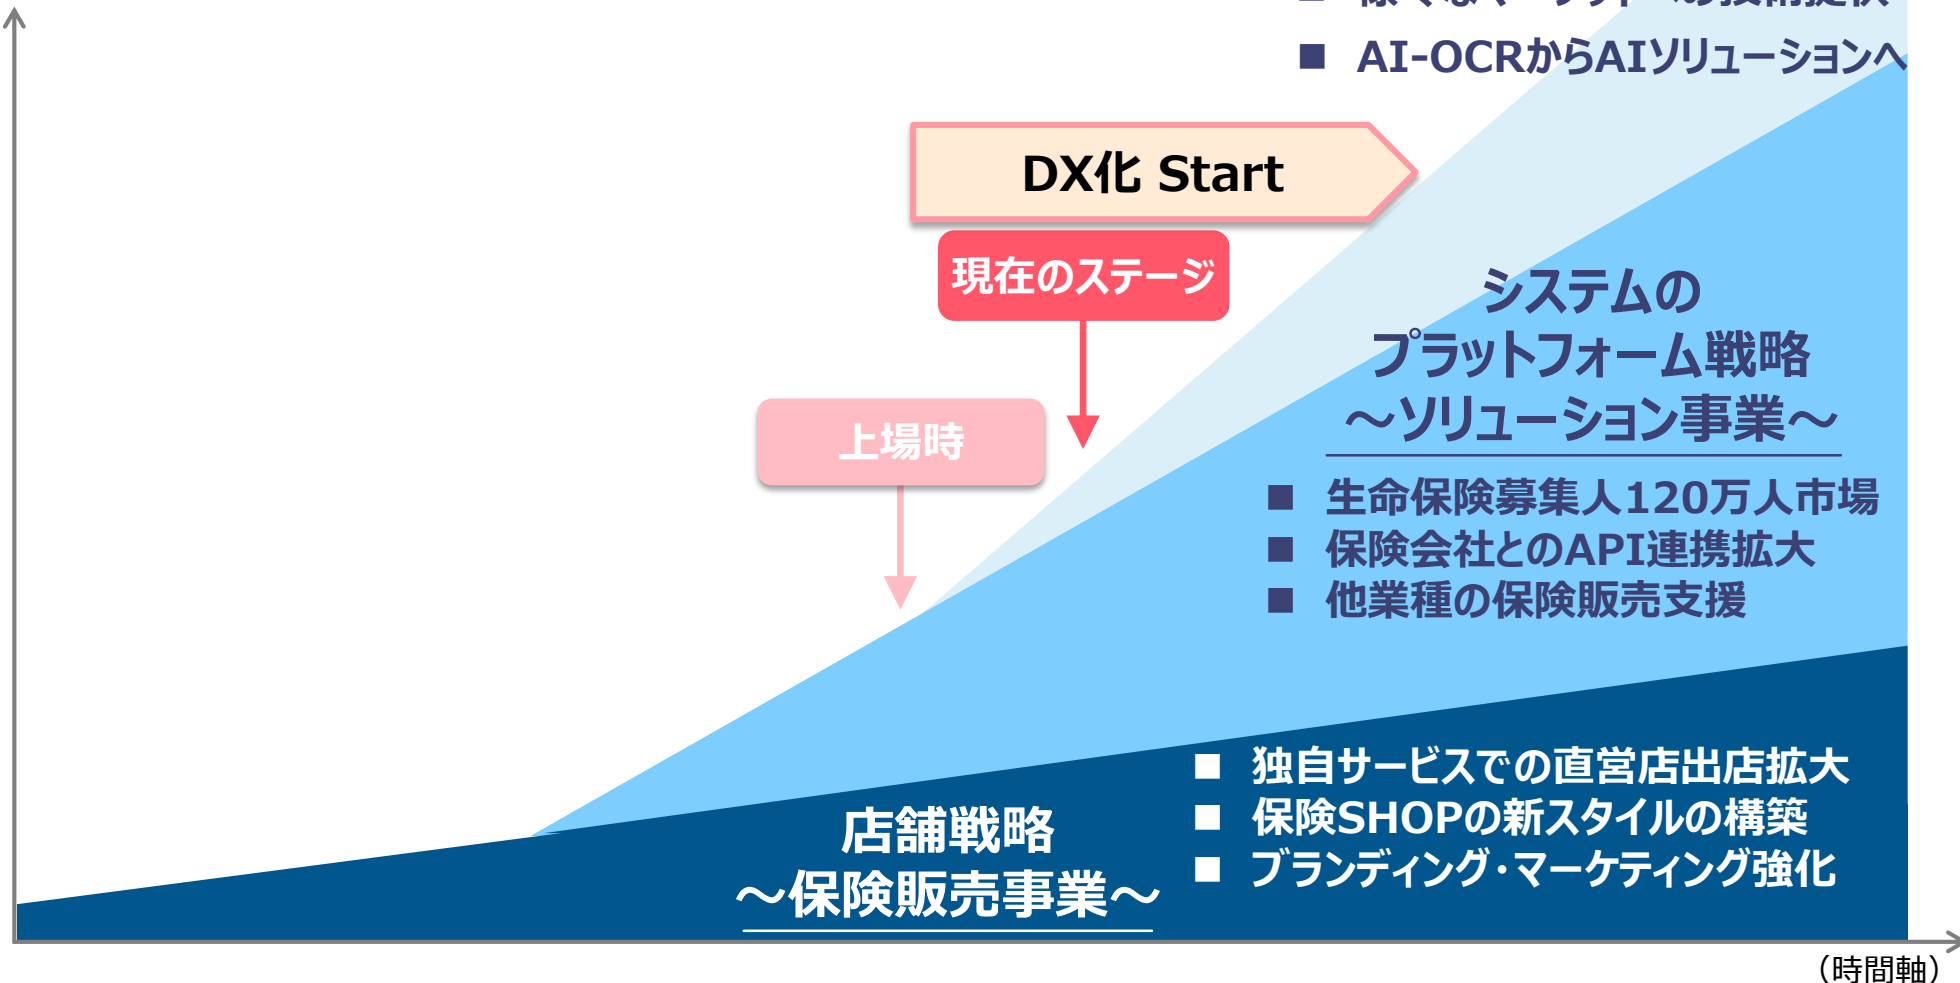 AI-OCRからAIソリューションへ
DX化 Start
現在のステージ
上場時
システムの
プラットフォーム戦略
～ソリューション事業～
生命保険募集人120万人市場
保険会社とのAPI連携拡大
他業種の保険販売支援
独自サービスでの直営店出店拡大
保険SHOPの新スタイルの構築
ブランディング・マーケティング強化
店舗戦略
～保険販売事業～
（時間軸）